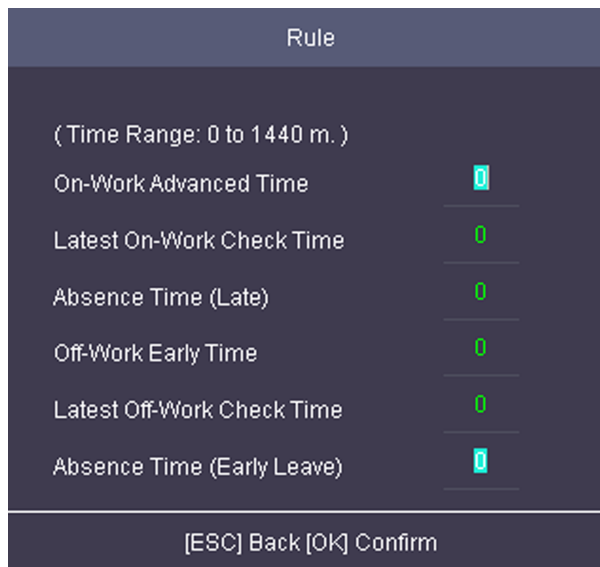 Rule
( Time Range: 0 to 1440 m. )
On-Work Advanced Time 0
Latest On-Work Check Time 0
Absence Time (Late) 0
Off-Work Early Time 0
Latest Off-Work Check Time 0
Absence Time (Early Leave) 0
[ESC] Back [OK] Confirm